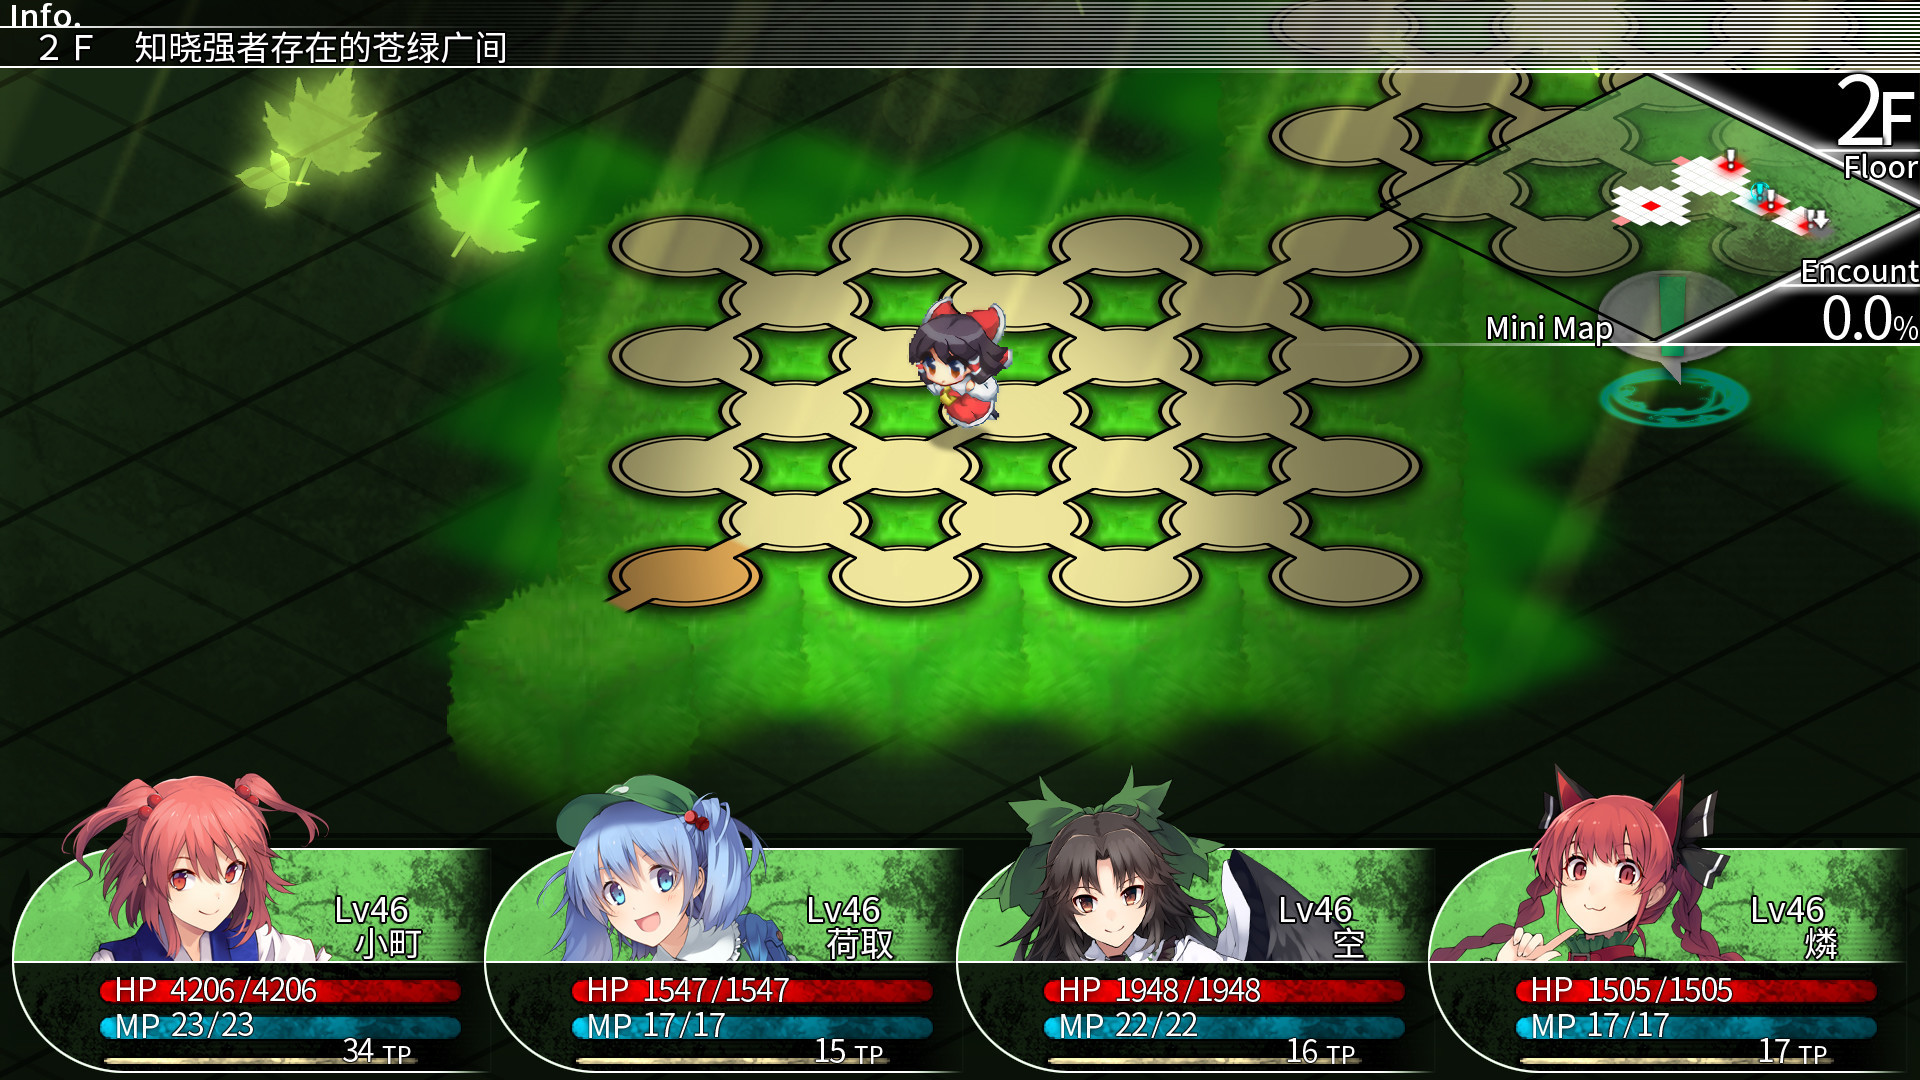 Info.
２Ｆ　知晓强者存在的苍绿广间
2F
Floor
Encount
0.0%
Mini Map
Lv46
小町
HP 4206/4206
MP 23/23
34 TP
Lv46
荷取
HP 1547/1547
MP 17/17
15 TP
Lv46
空
HP 1948/1948
MP 22/22
16 TP
Lv46
燐
HP 1505/1505
MP 17/17
17 TP